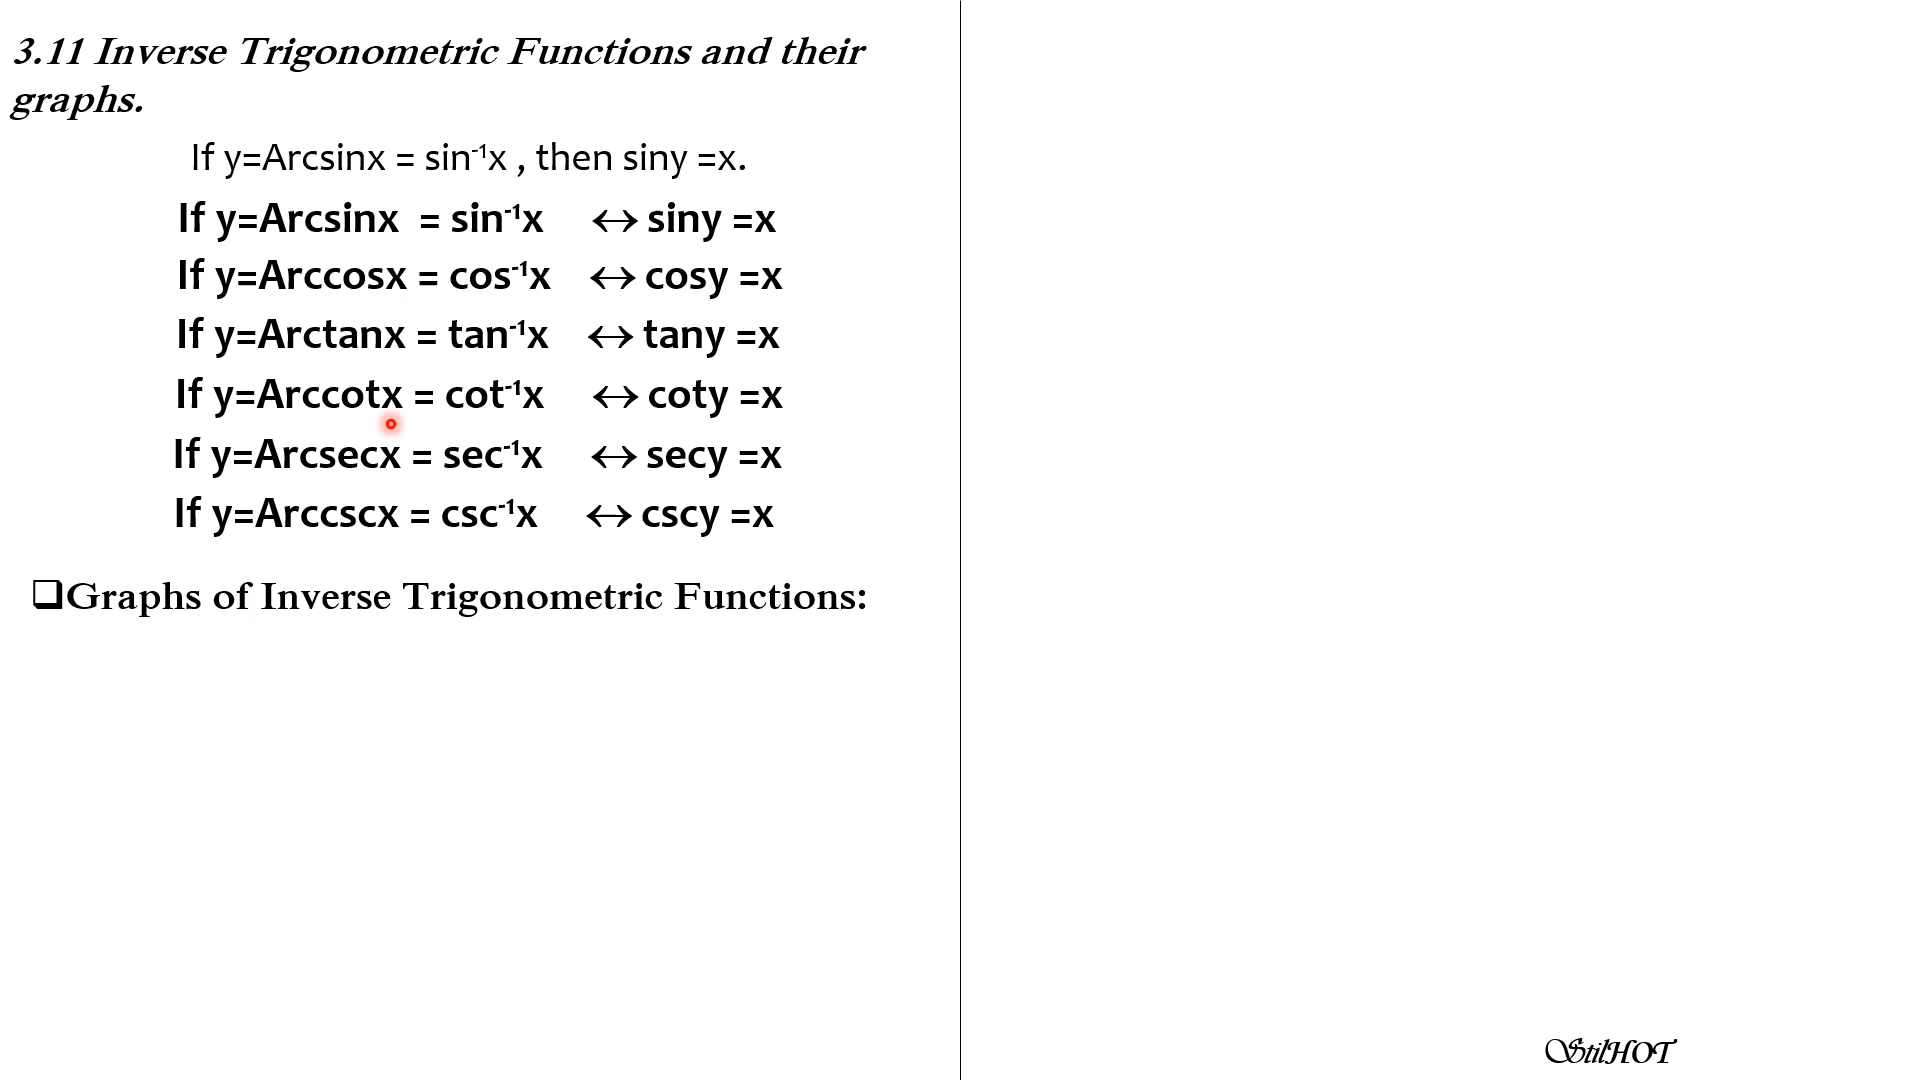 3.11 Inverse Trigonometric Functions and their
graphs.
If y=Arcsinx = sin⁻¹x , then siny =x.
If y=Arcsinx = sin⁻¹x ↔ siny =x
If y=Arccosx = cos⁻¹x ↔ cosy =x
If y=Arctanx = tan⁻¹x ↔ tany =x
If y=Arccotx = cot⁻¹x ↔ coty =x
If y=Arcsecx = sec⁻¹x ↔ secy =x
If y=Arccscx = csc⁻¹x ↔ cscy =x
❑Graphs of Inverse Trigonometric Functions:
StilHOT